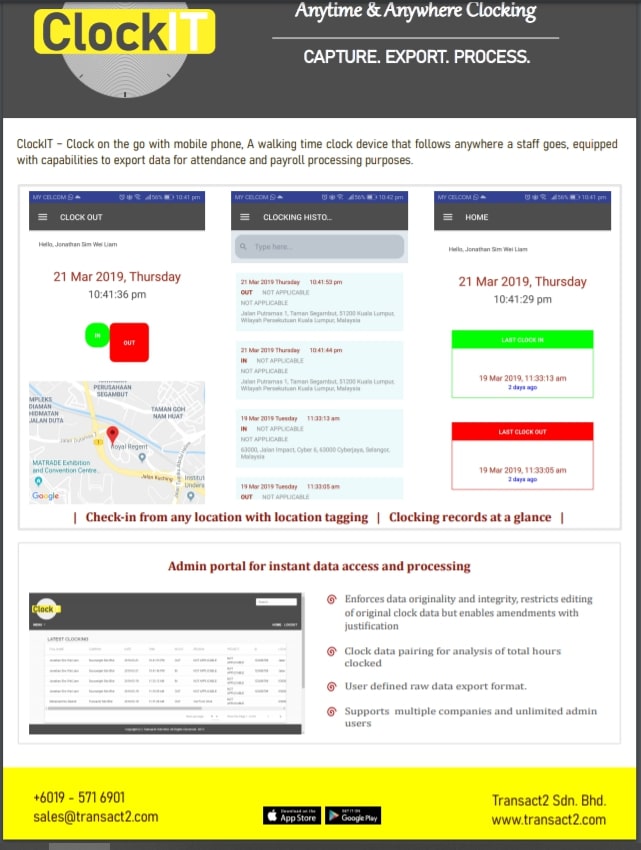 ClockIT
Anytime & Anywhere Clocking
CAPTURE. EXPORT. PROCESS.
ClockIT – Clock on the go with mobile phone, A walking time clock device that follows anywhere a staff goes, equipped
with capabilities to export data for attendance and payroll processing purposes.
MY CELCOM 56% 10:41 pm
CLOCK OUT
Hello, Jonathan Sim Wei Liam
21 Mar 2019, Thursday
10:41:36 pm
IN
OUT
PERUSAHAAN
SEGAMBUT
MPLEKS
DIAMAN
HIDMATAN
JALAN DUTA
TAMAN GOH
NAM HUAT
Royal Regent
MATRADE Exhibition
and Convention Centre...
Jalan Kuching
Institut
Google
MY CELCOM 56% 10:42 pm
CLOCKING HISTO...
Type here...
21 Mar 2019 Thursday 10:41:53 pm
OUT NOT APPLICABLE
NOT APPLICABLE
Jalan Putramas 1, Taman Segambut, 51200 Kuala Lumpur,
Wilayah Persekutuan Kuala Lumpur, Malaysia
21 Mar 2019 Thursday 10:41:44 pm
IN NOT APPLICABLE
NOT APPLICABLE
Jalan Putramas 1, Taman Segambut, 51200 Kuala Lumpur,
Wilayah Persekutuan Kuala Lumpur, Malaysia
19 Mar 2019 Tuesday 11:33:13 am
IN NOT APPLICABLE
NOT APPLICABLE
63000, Jalan Impact, Cyber 6, 63000 Cyberjaya, Selangor,
Malaysia
19 Mar 2019 Tuesday 11:33:05 am
OUT NOT APPLICABLE
MY CELCOM 56% 10:41 pm
HOME
Hello, Jonathan Sim Wei Liam
21 Mar 2019, Thursday
10:41:29 pm
LAST CLOCK IN
19 Mar 2019, 11:33:13 am
2 days ago
LAST CLOCK OUT
19 Mar 2019, 11:33:05 am
2 days ago
| Check-in from any location with location tagging | Clocking records at a glance |
Admin portal for instant data access and processing
Clock
MENU
HOME LOGOUT
LATEST CLOCKING
Enforces data originality and integrity, restricts editing
of original clock data but enables amendments with
justification
Clock data pairing for analysis of total hours
clocked
User defined raw data export format.
Supports multiple companies and unlimited admin
users
+6019 - 571 6901
sales@transact2.com
Download on the
App Store
GET IT ON
Google Play
Transact2 Sdn. Bhd.
www.transact2.com